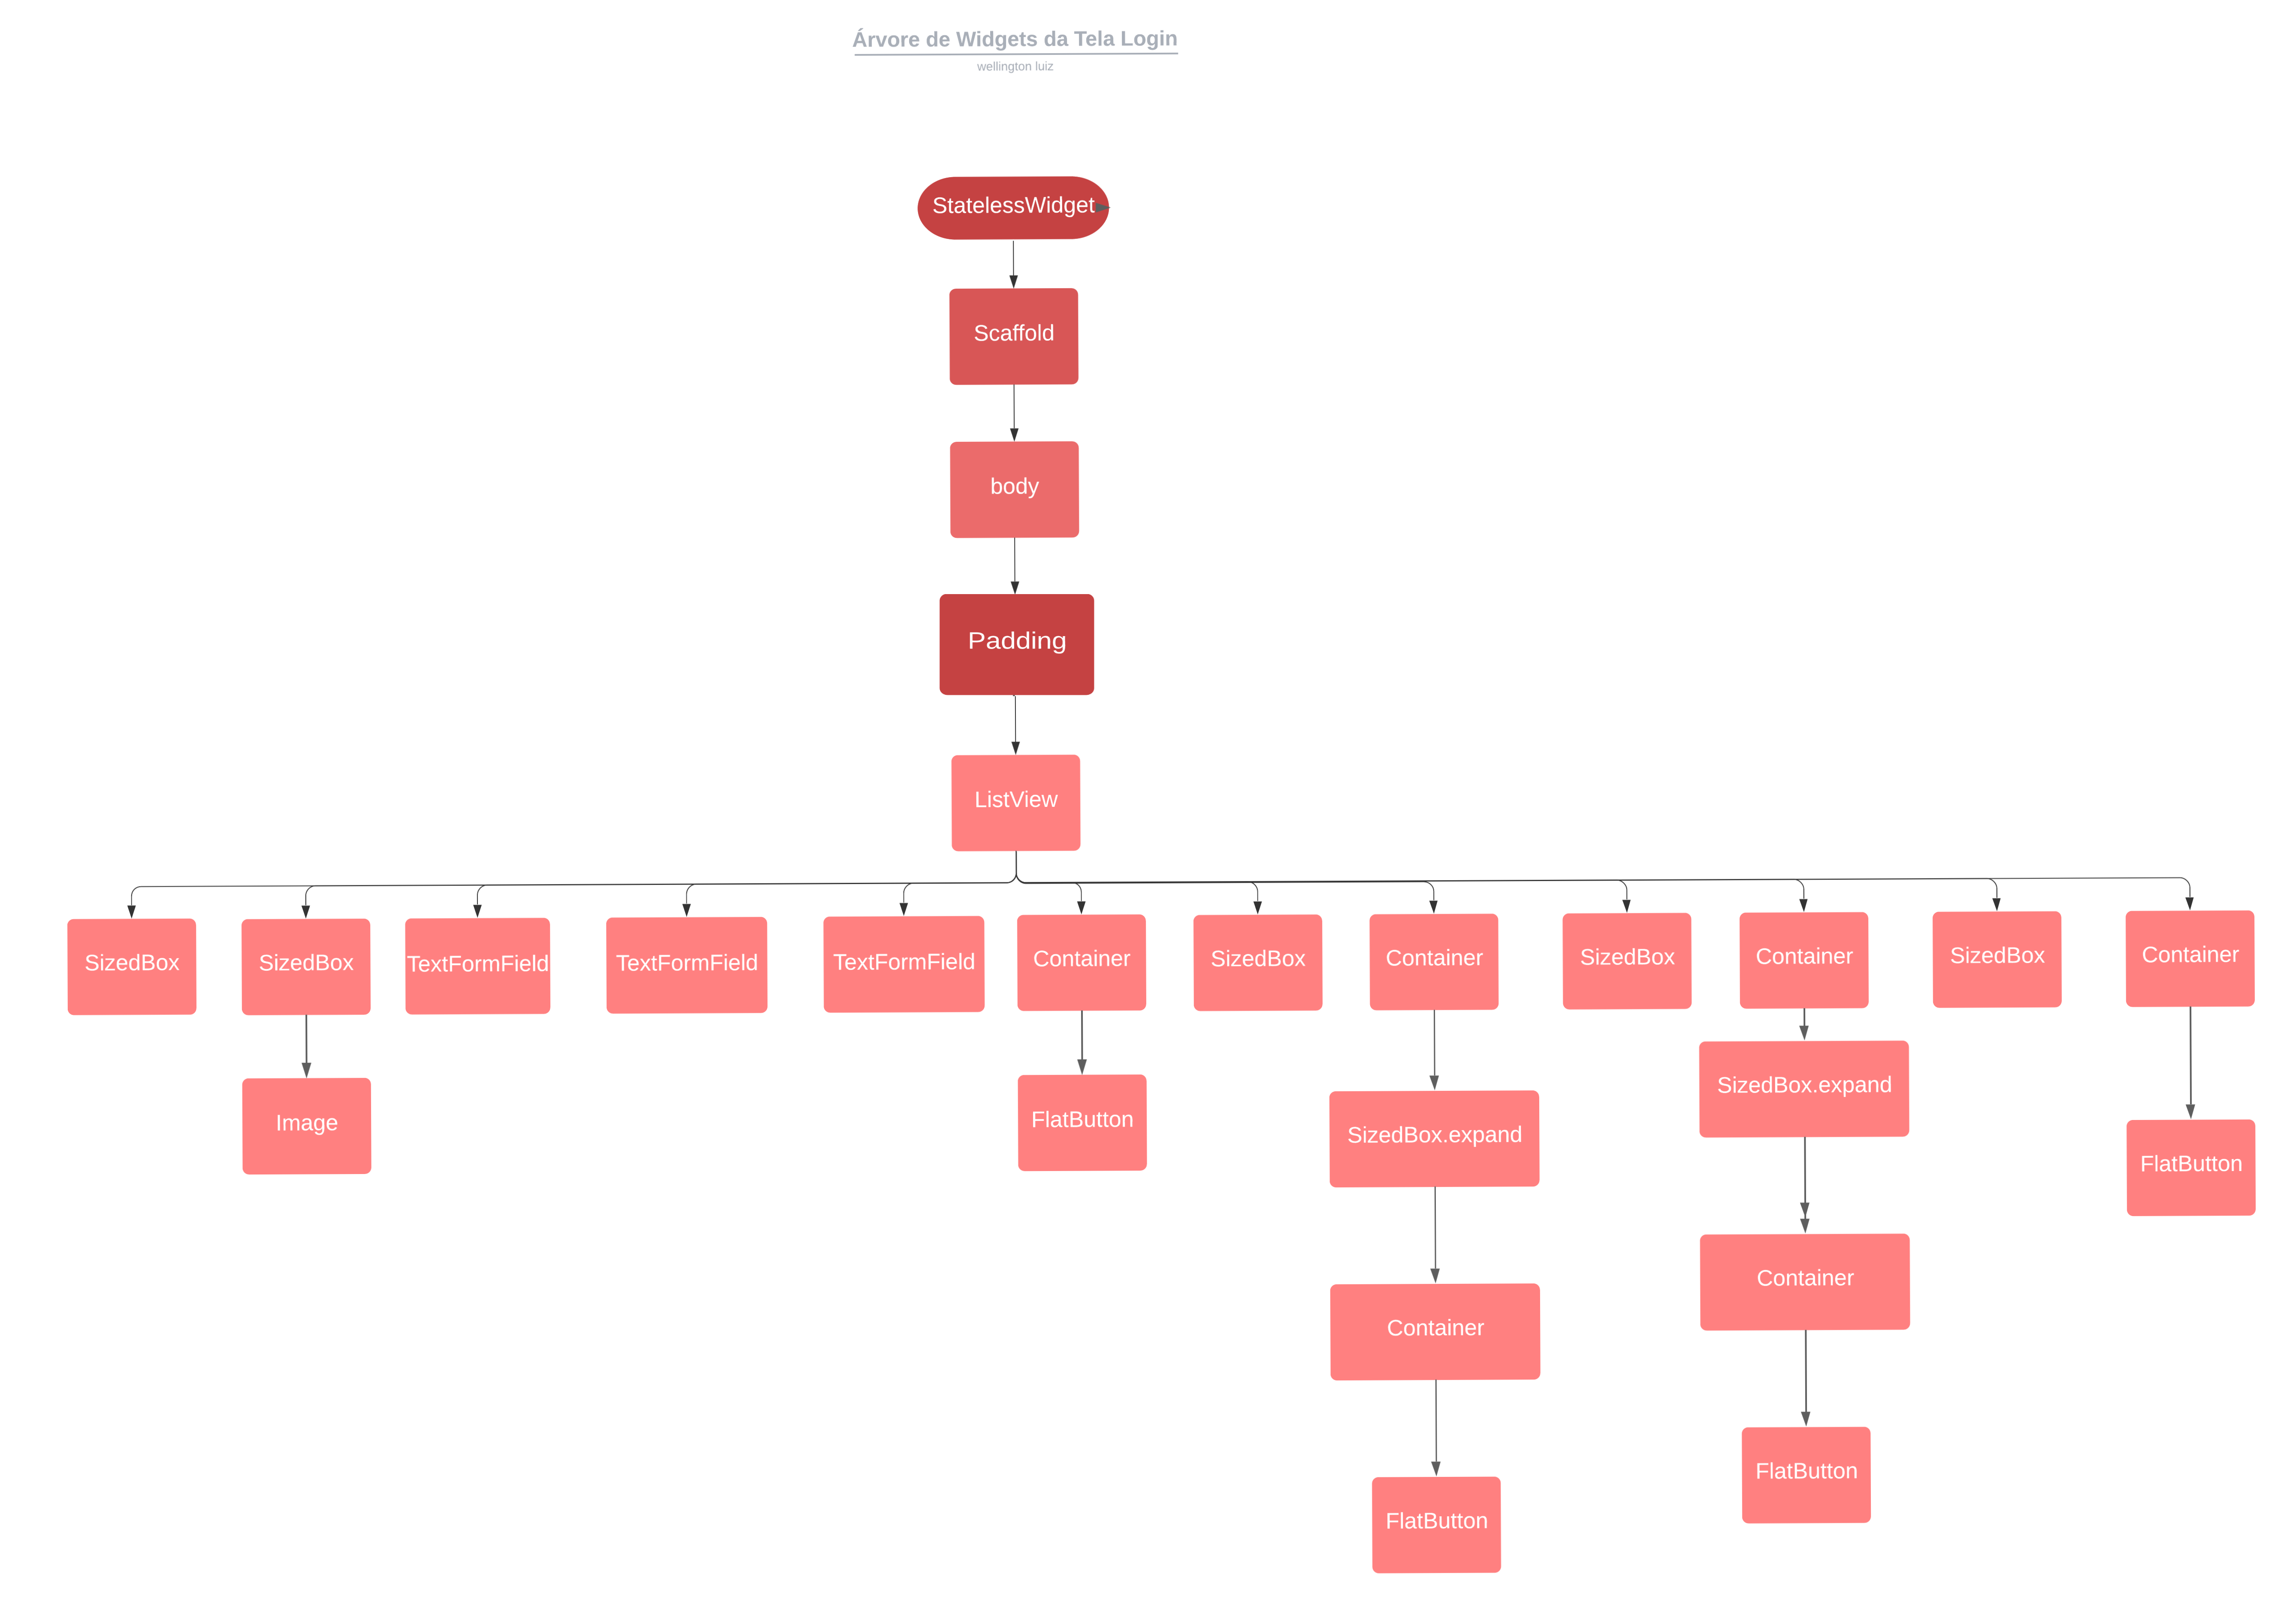 Árvore de Widgets da Tela Login
wellington luiz
StatelessWidget
Scaffold
body
Padding
ListView
SizedBox
SizedBox
TextFormField
TextFormField
TextFormField
Container
SizedBox
Container
SizedBox
Container
SizedBox
Container
Image
FlatButton
SizedBox.expand
SizedBox.expand
FlatButton
Container
Container
FlatButton
FlatButton